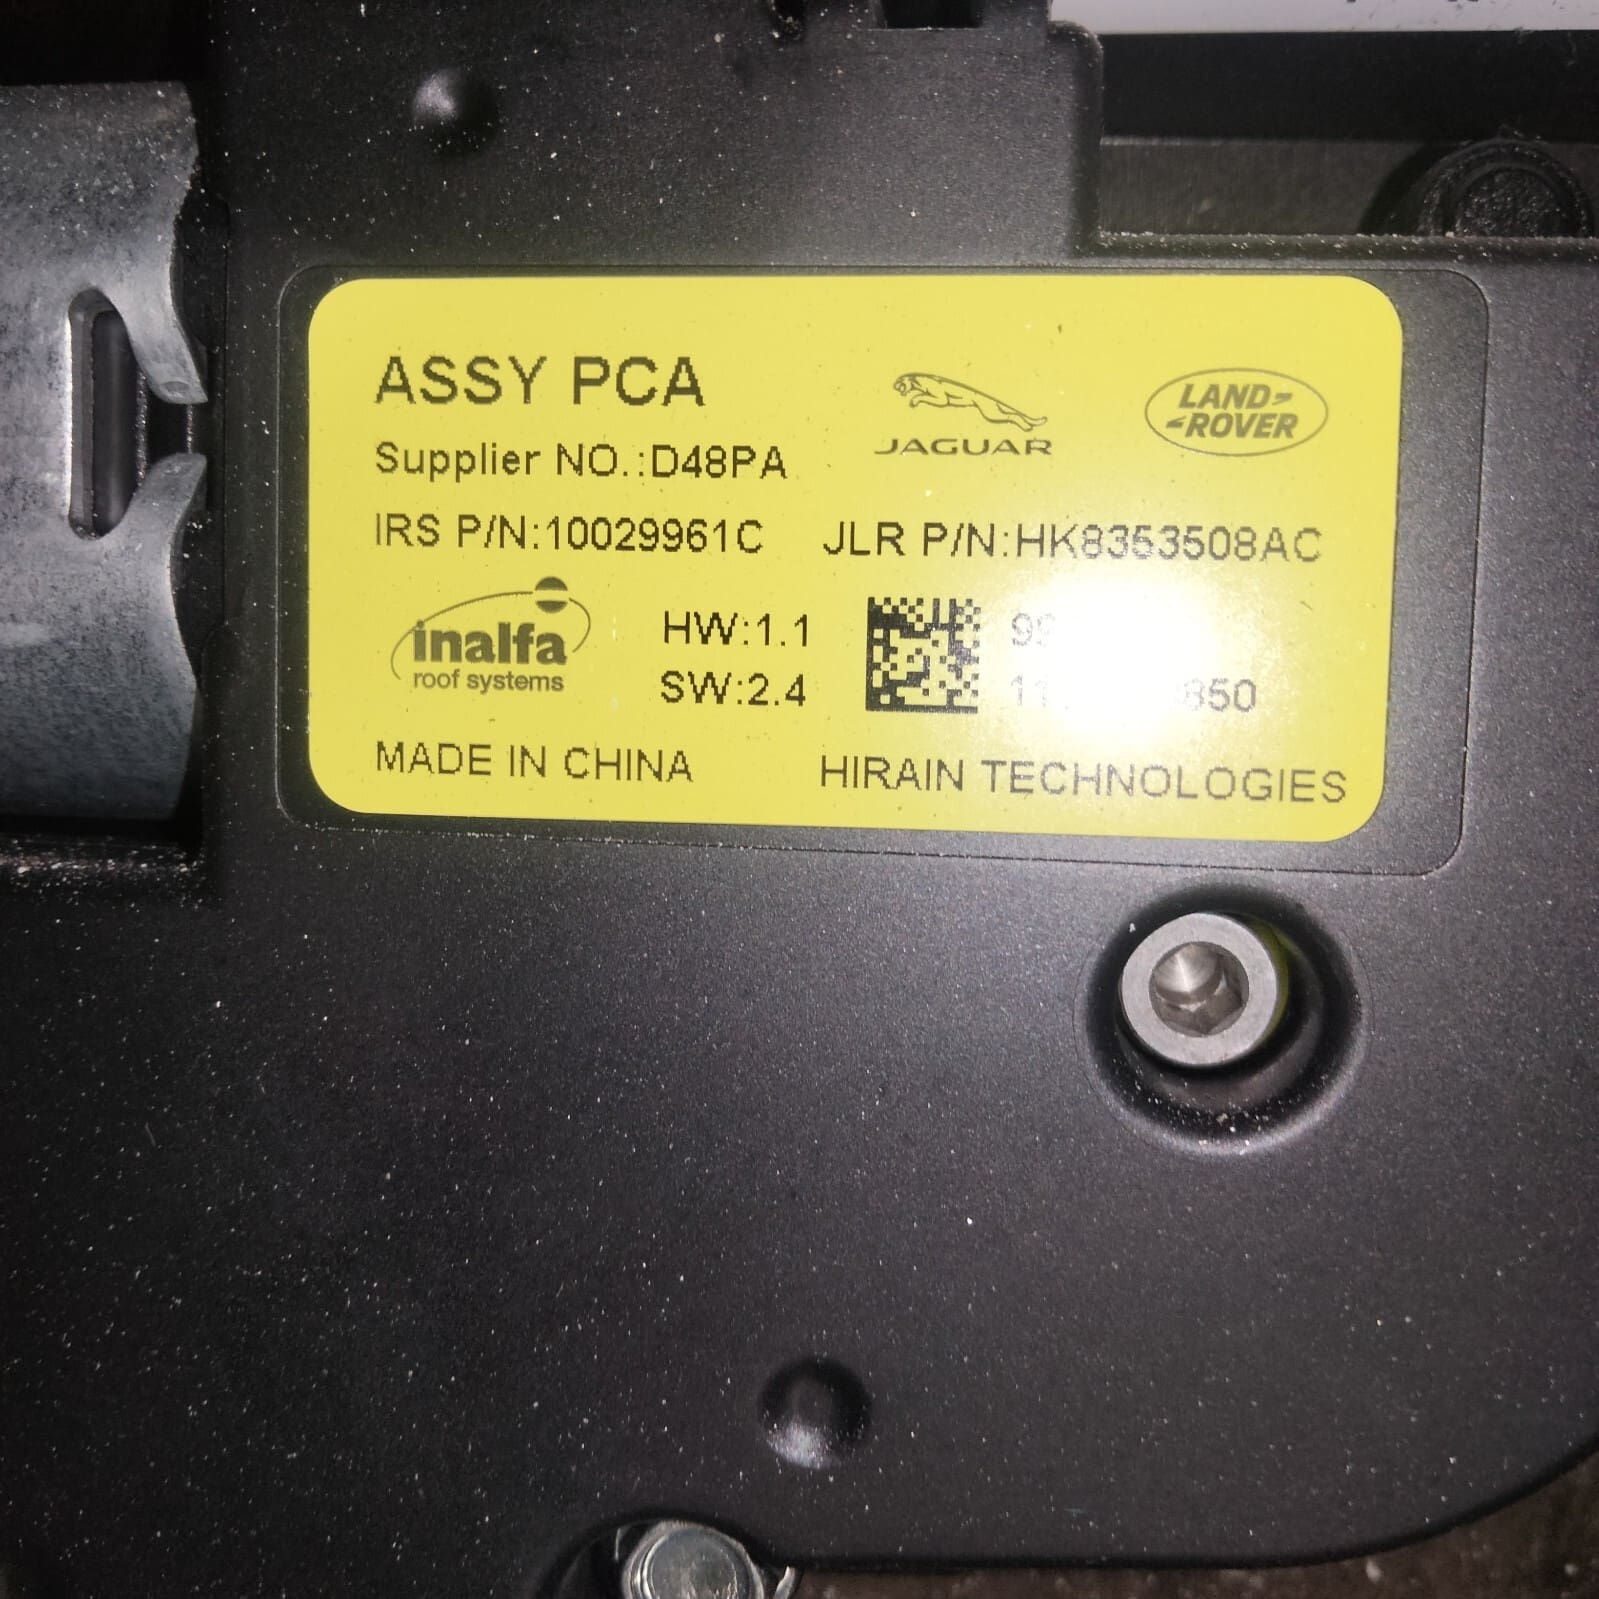 ASSY PCA
JAGUAR
LAND-
-ROVER
Supplier NO.:D48PA
IRS P/N:10029961C JLR P/N:HK8353508AC
inalfa
roof systems
HW:1.1
SW:2.4
MADE IN CHINA HIRAIN TECHNOLOGIES